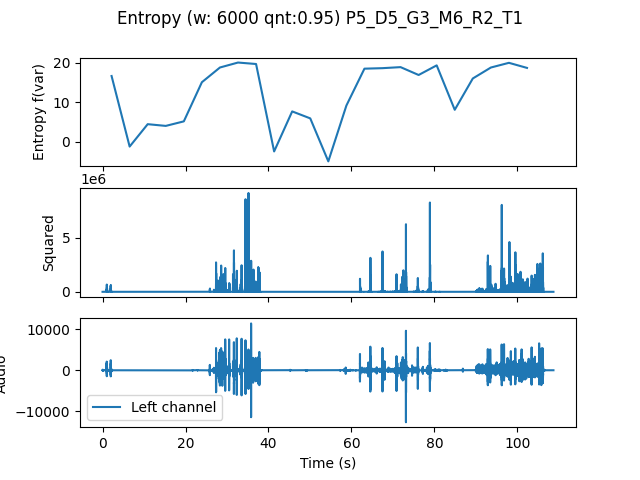 Entropy (w: 6000 qnt:0.95) P5_D5_G3_M6_R2_T1
Entropy f(var)
20
10
0
1e6
Squared
5
0
Audio
10000
0
−10000
Left channel
0
20
40
60
80
100
Time (s)